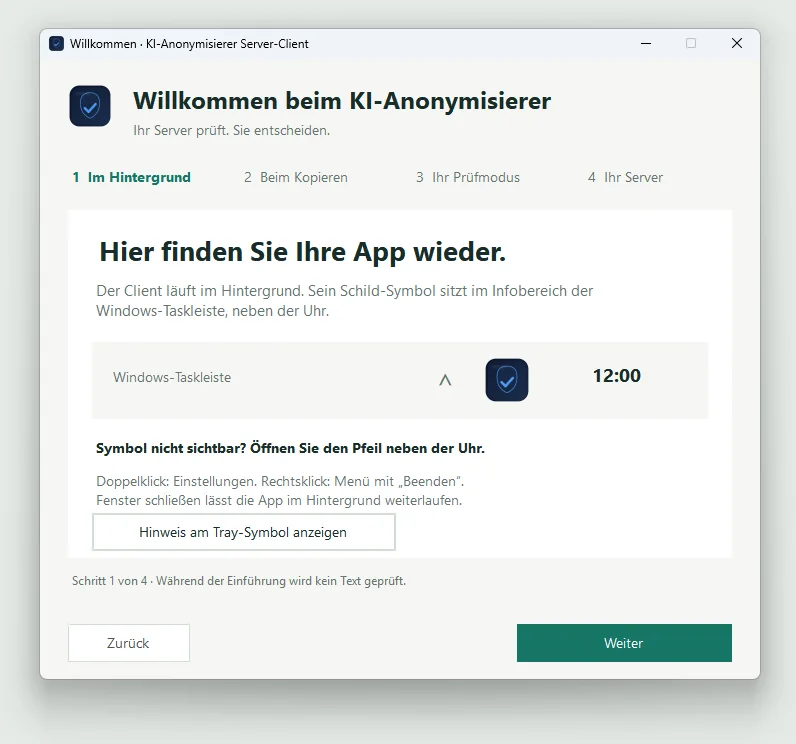 Willkommen · KI-Anonymisierer Server-Client
Willkommen beim KI-Anonymisierer
Ihr Server prüft. Sie entscheiden.
1 Im Hintergrund 2 Beim Kopieren 3 Ihr Prüfmodus 4 Ihr Server
Hier finden Sie Ihre App wieder.
Der Client läuft im Hintergrund. Sein Schild-Symbol sitzt im Infobereich der
Windows-Taskleiste, neben der Uhr.
Windows-Taskleiste 12:00
Symbol nicht sichtbar? Öffnen Sie den Pfeil neben der Uhr.
Doppelklick: Einstellungen. Rechtsklick: Menü mit „Beenden“.
Fenster schließen lässt die App im Hintergrund weiterlaufen.
Hinweis am Tray-Symbol anzeigen
Schritt 1 von 4 · Während der Einführung wird kein Text geprüft.
Zurück Weiter